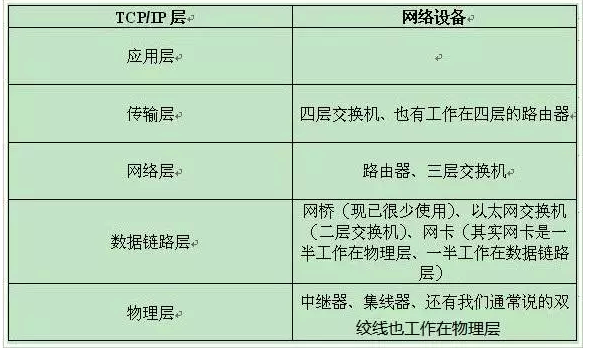 TCP/IP 层 网络设备
应用层
传输层 四层交换机、也有工作在四层的路由器
网络层 路由器、三层交换机
数据链路层 网桥（现已很少使用）、以太网交换机
（二层交换机）、网卡（其实网卡是一
半工作在物理层、一半工作在数据链路
层）
物理层 中继器、集线器、还有我们通常说的双
绞线也工作在物理层